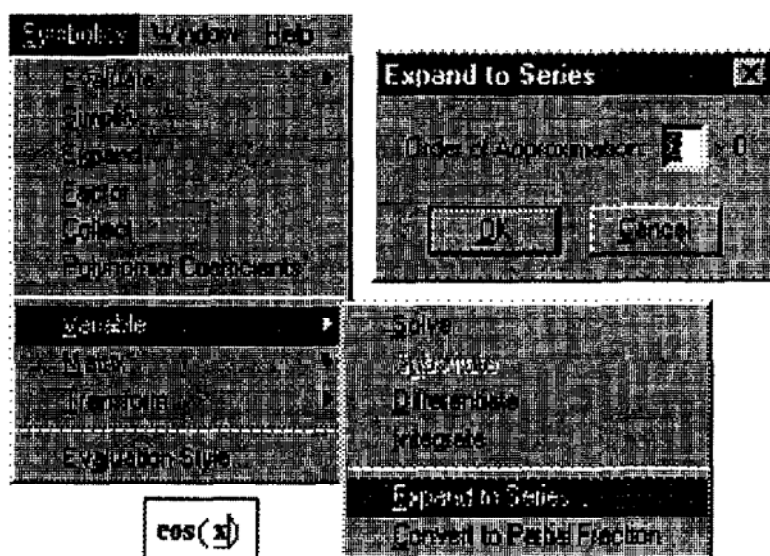 Symbolics Window Help
Evaluate
Simplify
Expand
Factor
Collect
Polynomial Coefficients
Variable
Matrix
Transform
Evaluation Style...
Expand to Series
Order of Approximation:
Ok Cancel
Solve
Substitute
Differentiate
Integrate
Expand to Series...
Convert to Partial Fraction
cos(x)